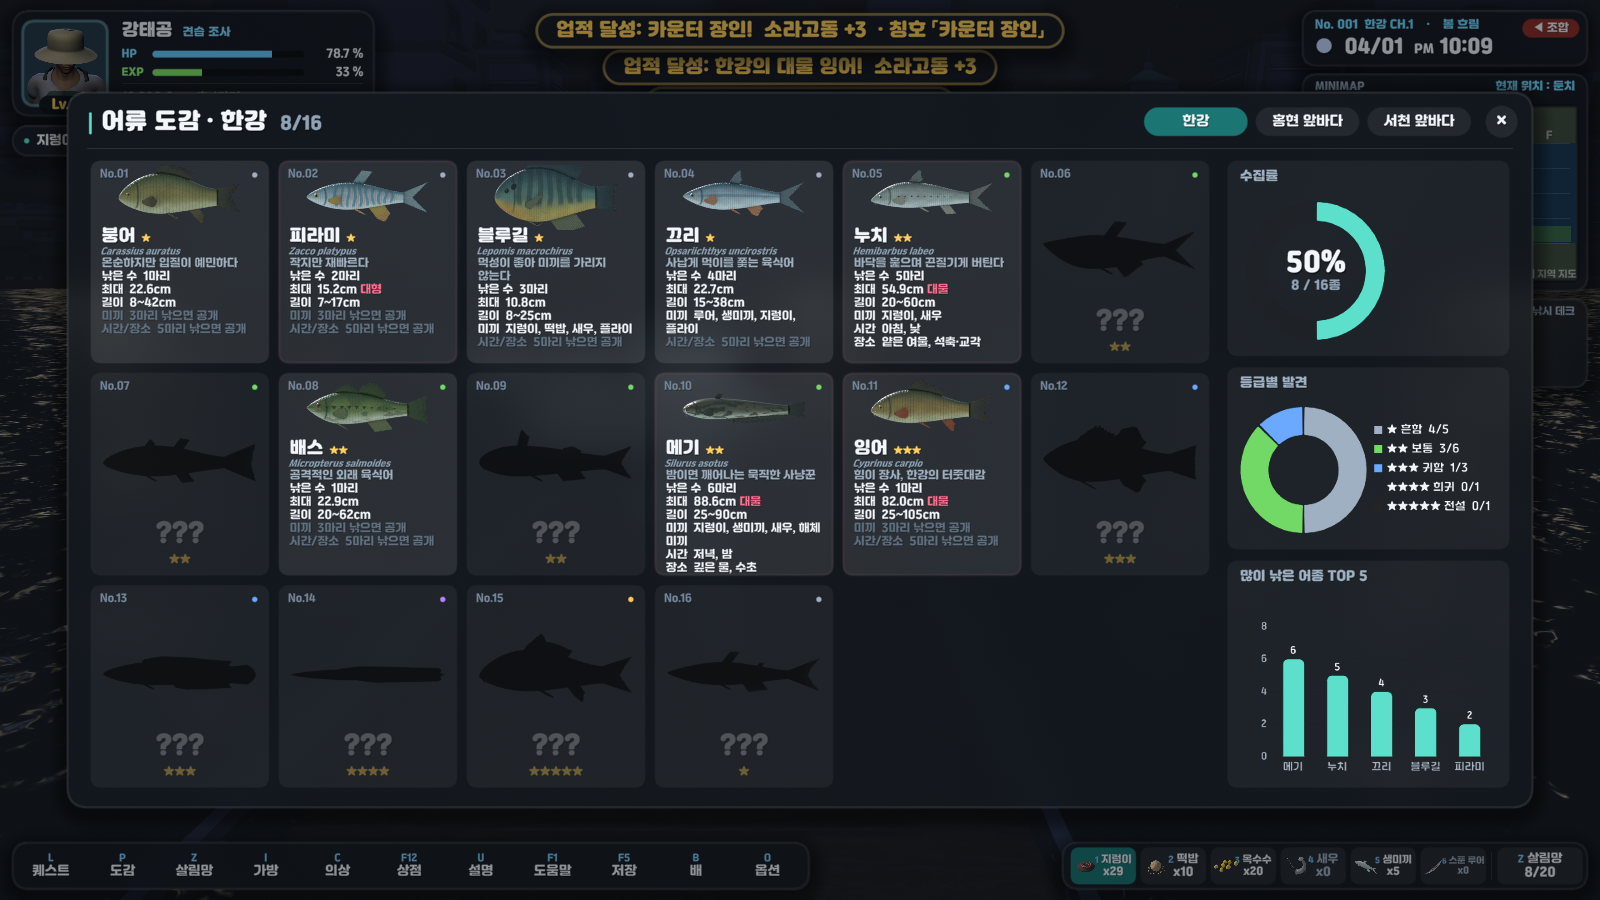 강태공 견습 조사
HP 78.7 %
EXP 33 %
Lv.
업적 달성: 카운터 장인! 소라고동 +3 · 칭호 「카운터 장인」
업적 달성: 한강의 대물 잉어! 소라고동 +3
No. 001 한강 CH.1 · 봄 흐림
04/01 PM 10:09
◀ 조합
MINIMAP 현재 위치 : 둔치
F
지역 지도
낚시 데크
어류 도감 · 한강 8/16
한강
홍현 앞바다
서천 앞바다
×
No.01
붕어 ★
Carassius auratus
온순하지만 입질이 예민하다
낚은 수 1마리
최대 22.6cm
길이 8~42cm
미끼 3마리 낚으면 공개
시간/장소 5마리 낚으면 공개
No.02
피라미 ★
Zacco platypus
작지만 재빠르다
낚은 수 2마리
최대 15.2cm 대형
길이 7~17cm
미끼 3마리 낚으면 공개
시간/장소 5마리 낚으면 공개
No.03
블루길 ★
Lepomis macrochirus
먹성이 좋아 미끼를 가리지
않는다
낚은 수 3마리
최대 10.8cm
길이 8~25cm
미끼 지렁이, 떡밥, 새우, 플라이
시간/장소 5마리 낚으면 공개
No.04
끄리 ★
Opsariichthys uncirostris
사납게 먹이를 쫓는 육식어
낚은 수 4마리
최대 22.7cm
길이 15~38cm
미끼 루어, 생미끼, 지렁이,
플라이
시간/장소 5마리 낚으면 공개
No.05
누치 ★★
Hemibarbus labeo
바닥을 훑으며 끈질기게 버틴다
낚은 수 5마리
최대 54.9cm 대물
길이 20~60cm
미끼 지렁이, 새우
시간 아침, 낮
장소 얕은 여울, 석축·교각
No.06
???
★★
No.07
???
★★
No.08
배스 ★★
Micropterus salmoides
공격적인 외래 육식어
낚은 수 1마리
최대 22.9cm
길이 20~62cm
미끼 3마리 낚으면 공개
시간/장소 5마리 낚으면 공개
No.09
???
★★
No.10
메기 ★★
Silurus asotus
밤이면 깨어나는 묵직한 사냥꾼
낚은 수 6마리
최대 88.6cm 대물
길이 25~90cm
미끼 지렁이, 생미끼, 새우, 해체
미끼
시간 저녁, 밤
장소 깊은 물, 수초
No.11
잉어 ★★★
Cyprinus carpio
힘이 장사, 한강의 터줏대감
낚은 수 1마리
최대 82.0cm 대물
길이 25~105cm
미끼 3마리 낚으면 공개
시간/장소 5마리 낚으면 공개
No.12
???
★★★
No.13
???
★★★
No.14
???
★★★★
No.15
???
★★★★★
No.16
???
★
수집률
50%
8 / 16종
등급별 발견
★ 흔함 4/5
★★ 보통 3/6
★★★ 귀함 1/3
★★★★ 희귀 0/1
★★★★★ 전설 0/1
많이 낚은 어종 TOP 5
8
6
4
2
0
6
5
4
3
2
메기 누치 끄리 블루길 피라미
L 퀘스트
P 도감
Z 살림망
I 가방
C 의상
F12 상점
U 설명
F1 도움말
F5 저장
B 배
O 옵션
1 지렁이 x29
2 떡밥 x10
3 옥수수 x20
4 새우 x0
5 생미끼 x5
6 스푼 루어 x0
Z 살림망 8/20